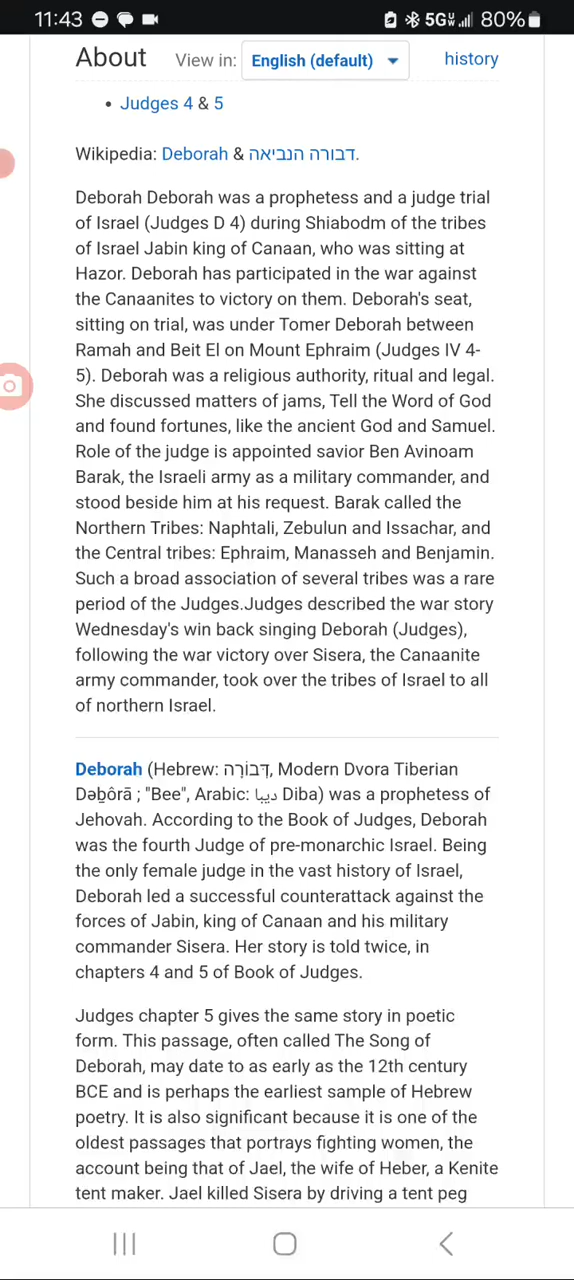 11:43 80%
About View in: English (default) history
• Judges 4 & 5
Wikipedia: Deborah & דבורה הנביאה.
Deborah Deborah was a prophetess and a judge trial
of Israel (Judges D 4) during Shiabodm of the tribes
of Israel Jabin king of Canaan, who was sitting at
Hazor. Deborah has participated in the war against
the Canaanites to victory on them. Deborah's seat,
sitting on trial, was under Tomer Deborah between
Ramah and Beit El on Mount Ephraim (Judges IV 4-
5). Deborah was a religious authority, ritual and legal.
She discussed matters of jams, Tell the Word of God
and found fortunes, like the ancient God and Samuel.
Role of the judge is appointed savior Ben Avinoam
Barak, the Israeli army as a military commander, and
stood beside him at his request. Barak called the
Northern Tribes: Naphtali, Zebulun and Issachar, and
the Central tribes: Ephraim, Manasseh and Benjamin.
Such a broad association of several tribes was a rare
period of the Judges.Judges described the war story
Wednesday's win back singing Deborah (Judges),
following the war victory over Sisera, the Canaanite
army commander, took over the tribes of Israel to all
of northern Israel.
Deborah (Hebrew: דְּבוֹרָה, Modern Dvora Tiberian
Dəḇôrā ; "Bee", Arabic: ديبا Diba) was a prophetess of
Jehovah. According to the Book of Judges, Deborah
was the fourth Judge of pre-monarchic Israel. Being
the only female judge in the vast history of Israel,
Deborah led a successful counterattack against the
forces of Jabin, king of Canaan and his military
commander Sisera. Her story is told twice, in
chapters 4 and 5 of Book of Judges.
Judges chapter 5 gives the same story in poetic
form. This passage, often called The Song of
Deborah, may date to as early as the 12th century
BCE and is perhaps the earliest sample of Hebrew
poetry. It is also significant because it is one of the
oldest passages that portrays fighting women, the
account being that of Jael, the wife of Heber, a Kenite
tent maker. Jael killed Sisera by driving a tent peg